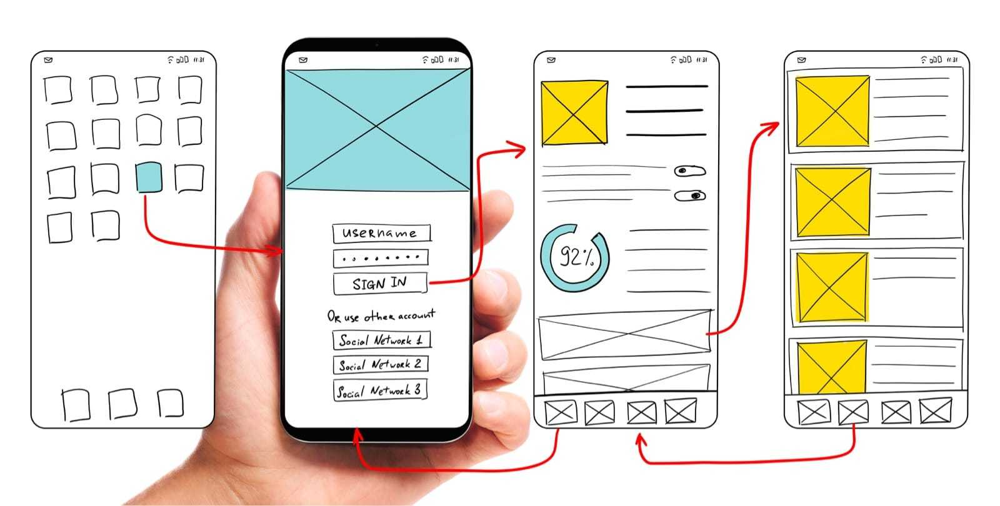 11:31
11:31
username
SIGN IN
Or use other account
Social Network 1
Social Network 2
Social Network 3
11:31
92%
11:31